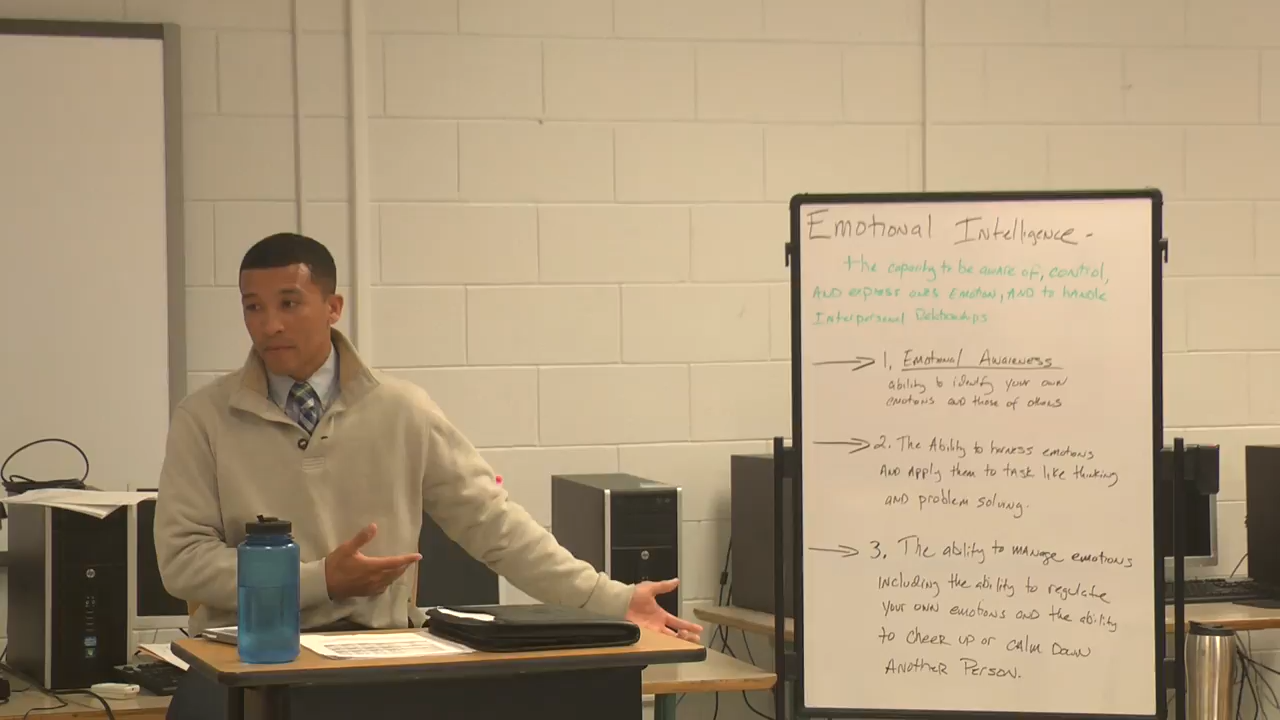 Emotional Intelligence -
the capacity to be aware of, control,
AND express ones Emotion, AND to handle
Interpersonal Relationships
1. Emotional Awareness
ability to identify your own
emotions AND those of others
2. The Ability to harness emotions
AND Apply them to task like thinking
AND problem solving.
3. The ability to manage emotions
including the ability to regulate
your own emotions AND the ability
to cheer up or calm Down
Another Person.
hp
hp